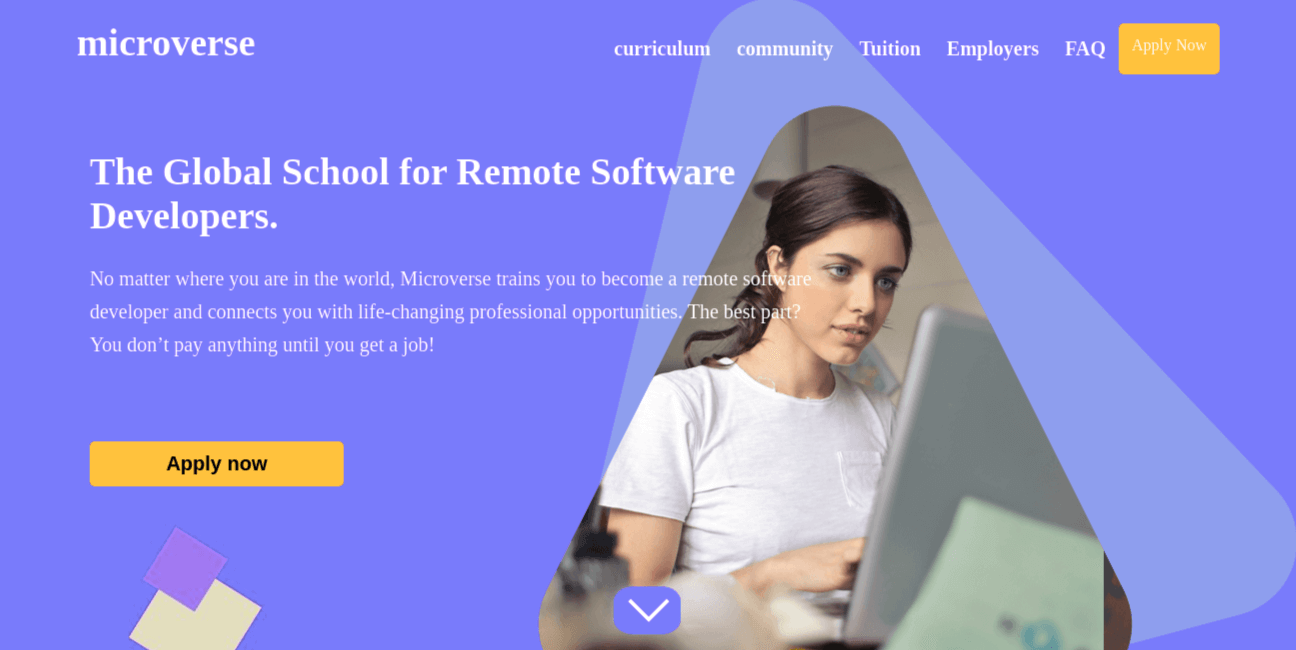 microverse
curriculum community Tuition Employers FAQ Apply Now
The Global School for Remote Software
Developers.
No matter where you are in the world, Microverse trains you to become a remote software
developer and connects you with life-changing professional opportunities. The best part?
You don’t pay anything until you get a job!
Apply now